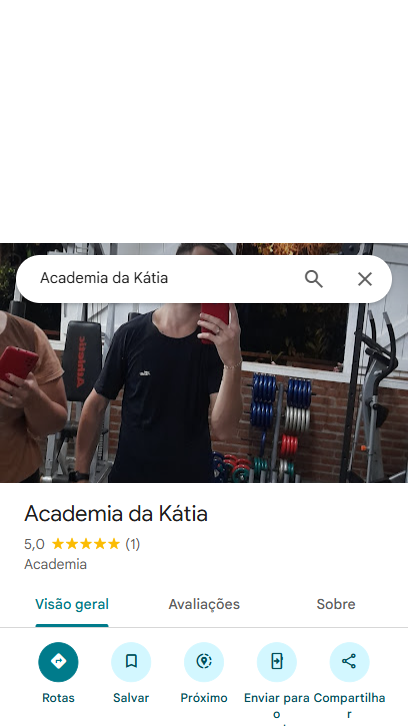 Academia da Kátia
Athletic
Academia da Kátia
5,0 (1)
Academia
Visão geral Avaliações Sobre
Rotas Salvar Próximo Enviar para o Compartilhar